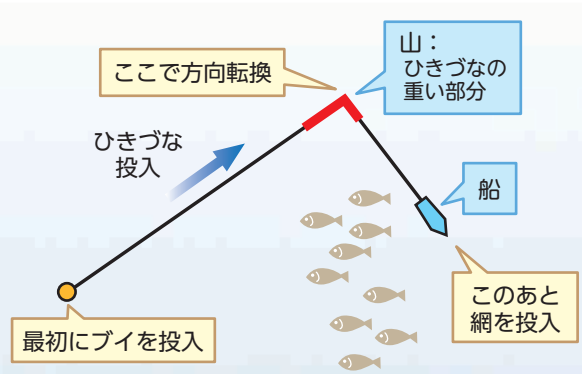 山：
ひきづなの
重い部分
ここで方向転換
ひきづな
投入
船
このあと
網を投入
最初にブイを投入